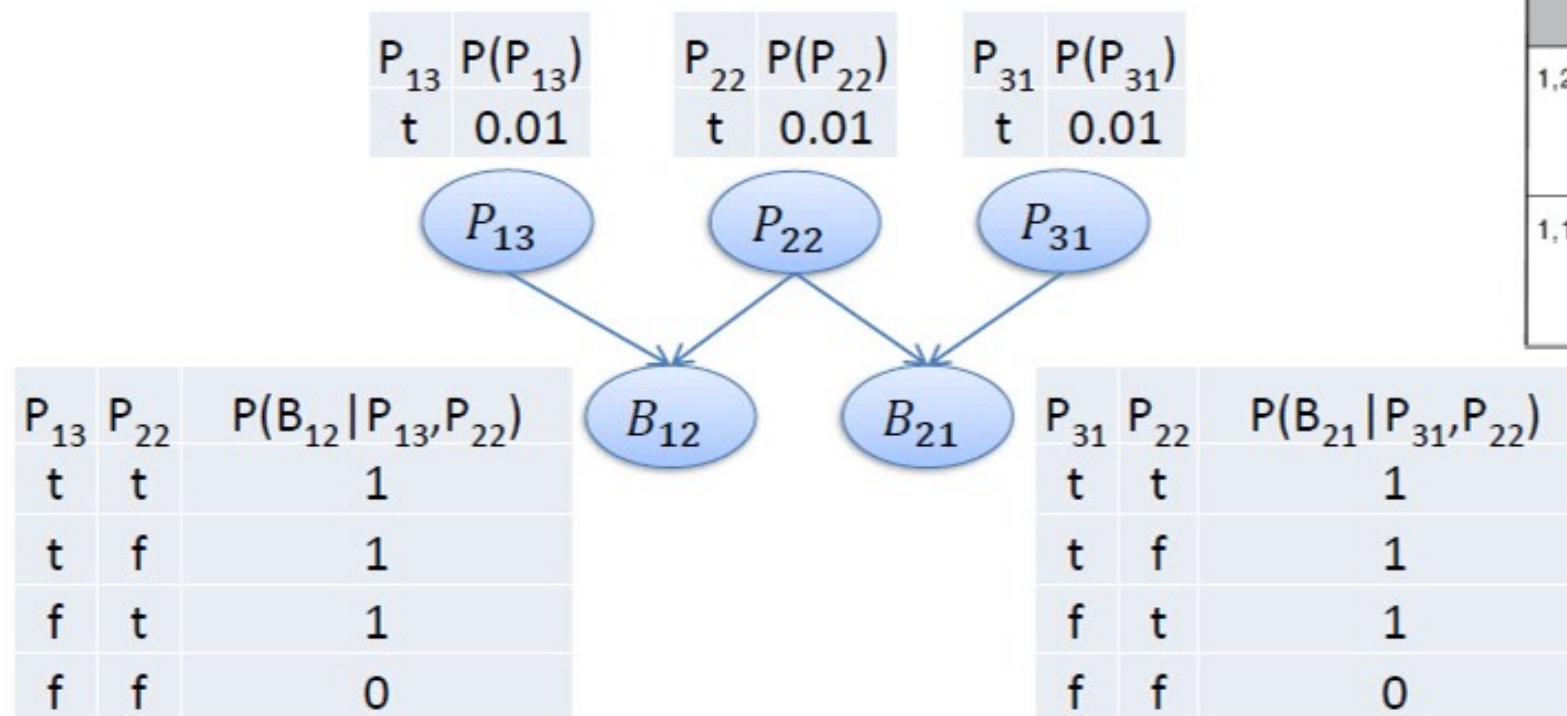 P₁₃ P(P₁₃)
t 0.01
P₂₂ P(P₂₂)
t 0.01
P₃₁ P(P₃₁)
t 0.01
P₁₃
P₂₂
P₃₁
B₁₂
B₂₁
P₁₃ P₂₂ P(B₁₂|P₁₃,P₂₂)
t t 1
t f 1
f t 1
f f 0
P₃₁ P₂₂ P(B₂₁|P₃₁,P₂₂)
t t 1
t f 1
f t 1
f f 0